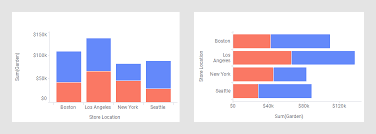 Sum(Garden)
$150k
$100k
$50k
$0
Boston
Los Angeles
New York
Seattle
Store Location
Store Location
Boston
Los
Angeles
New York
Seattle
$0
$40k
$80k
$120k
Sum(Garden)